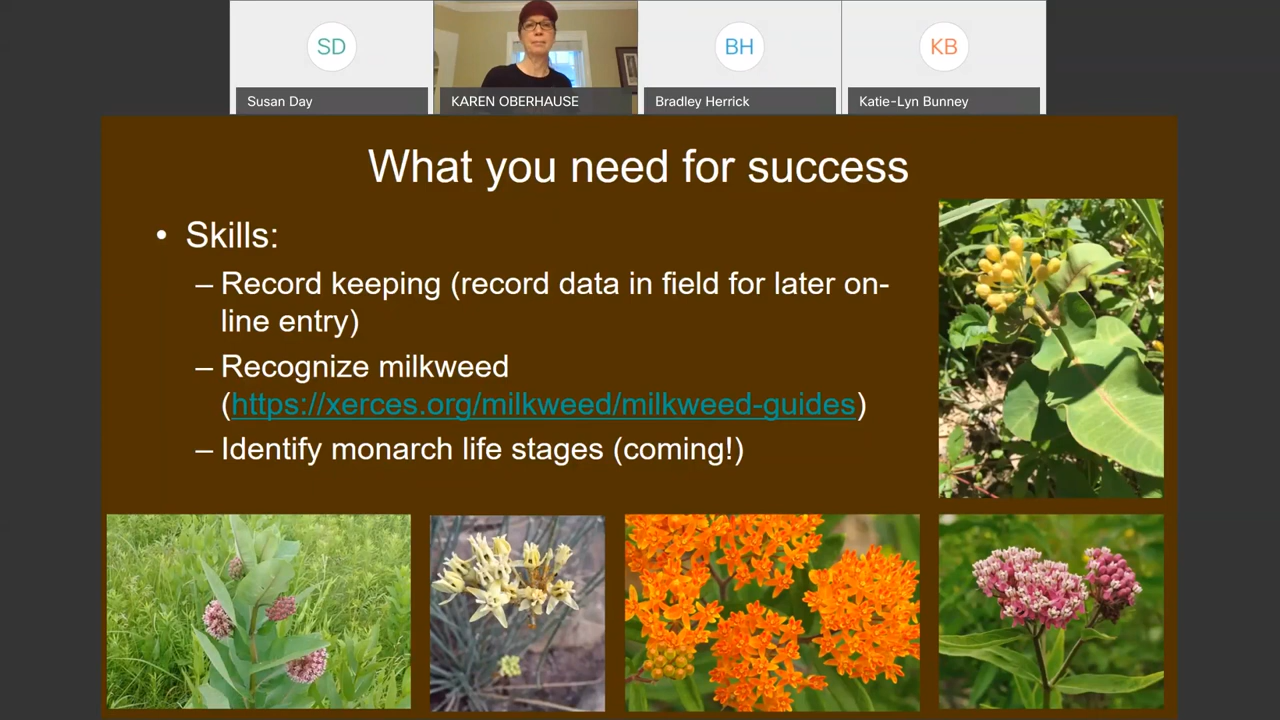 SD
BH
KB
Susan Day
KAREN OBERHAUSE
Bradley Herrick
Katie-Lyn Bunney
What you need for success
• Skills:
– Record keeping (record data in field for later on-
line entry)
– Recognize milkweed
(https://xerces.org/milkweed/milkweed-guides)
– Identify monarch life stages (coming!)